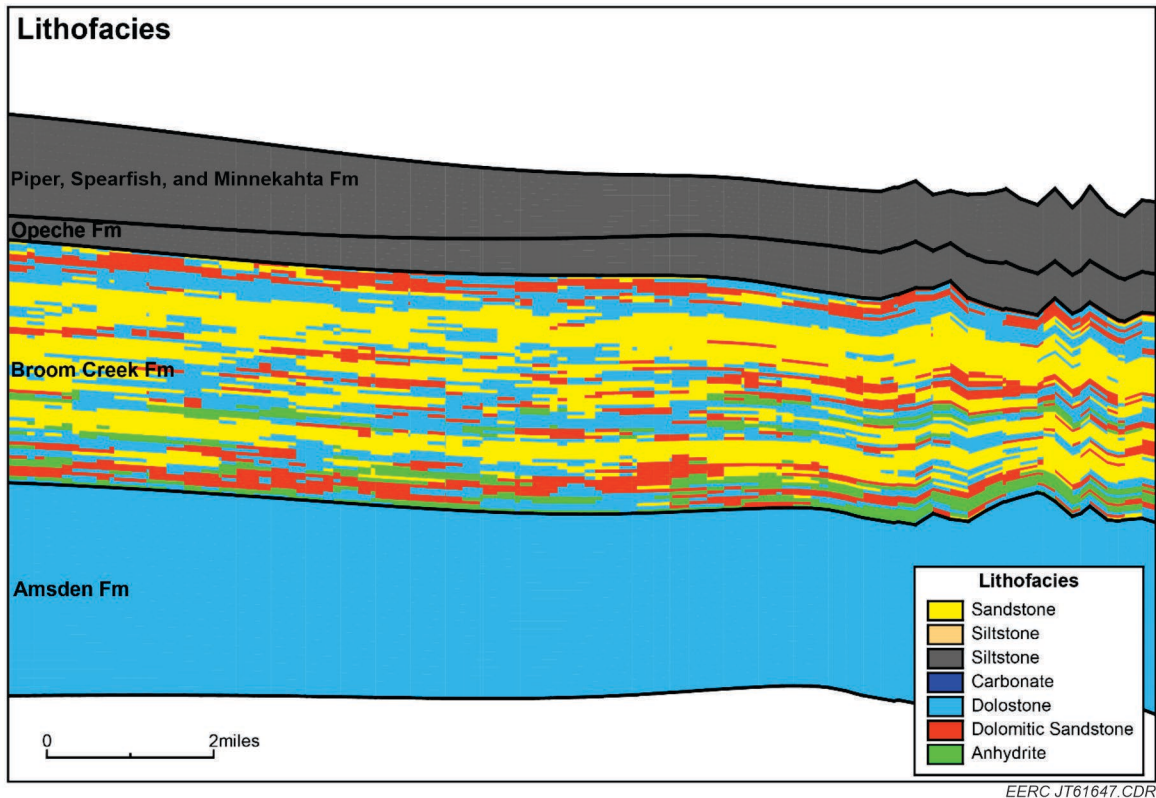 Lithofacies
Piper, Spearfish, and Minnekahta Fm
Opeche Fm
Broom Creek Fm
Amsden Fm
Lithofacies
Sandstone
Siltstone
Siltstone
Carbonate
Dolostone
Dolomitic Sandstone
Anhydrite
0 2miles
EERC JT61647.CDR